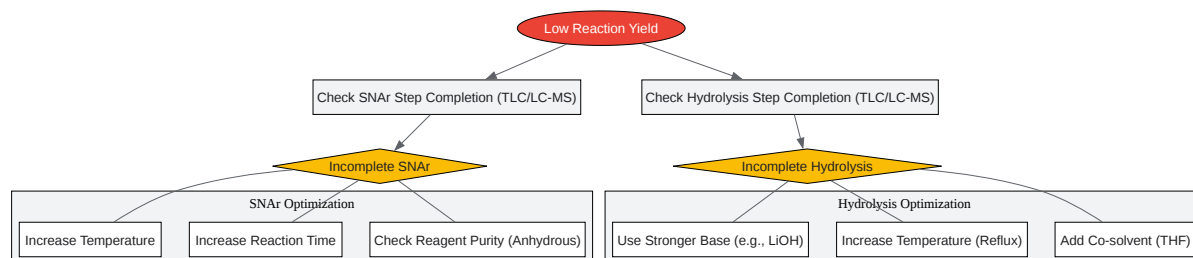 Low Reaction Yield
Check SNAr Step Completion (TLC/LC-MS)
Check Hydrolysis Step Completion (TLC/LC-MS)
Incomplete SNAr
Incomplete Hydrolysis
SNAr Optimization
Hydrolysis Optimization
Increase Temperature
Increase Reaction Time
Check Reagent Purity (Anhydrous)
Use Stronger Base (e.g., LiOH)
Increase Temperature (Reflux)
Add Co-solvent (THF)